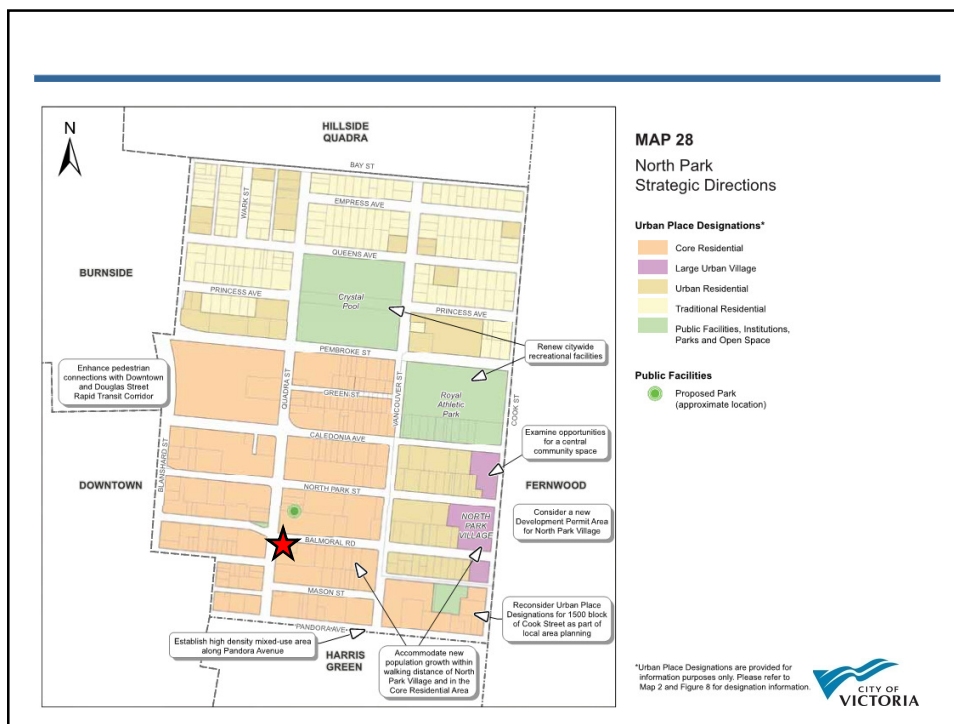 N
HILLSIDE
QUADRA
BAY ST
WARK ST
EMPRESS AVE
QUEENS AVE
BURNSIDE
PRINCESS AVE
Crystal
Pool
PRINCESS AVE
PEMBROKE ST
Renew citywide
recreational facilities
Enhance pedestrian
connections with Downtown
and Douglas Street
Rapid Transit Corridor
QUADRA ST
GREEN ST
VANCOUVER ST
Royal
Athletic
Park
COOK ST
CALEDONIA AVE
Examine opportunities
for a central
community space
BLANSHARD ST
DOWNTOWN
NORTH PARK ST
FERNWOOD
NORTH
PARK
VILLAGE
Consider a new
Development Permit Area
for North Park Village
BALMORAL RD
MASON ST
Reconsider Urban Place
Designations for 1500 block
of Cook Street as part of
local area planning
PANDORA AVE
Establish high density mixed-use area
along Pandora Avenue
HARRIS
GREEN
Accommodate new
population growth within
walking distance of North
Park Village and in the
Core Residential Area
MAP 28
North Park
Strategic Directions
Urban Place Designations*
Core Residential
Large Urban Village
Urban Residential
Traditional Residential
Public Facilities, Institutions,
Parks and Open Space
Public Facilities
Proposed Park
(approximate location)
*Urban Place Designations are provided for
information purposes only. Please refer to
Map 2 and Figure 8 for designation information.
CITY OF
VICTORIA